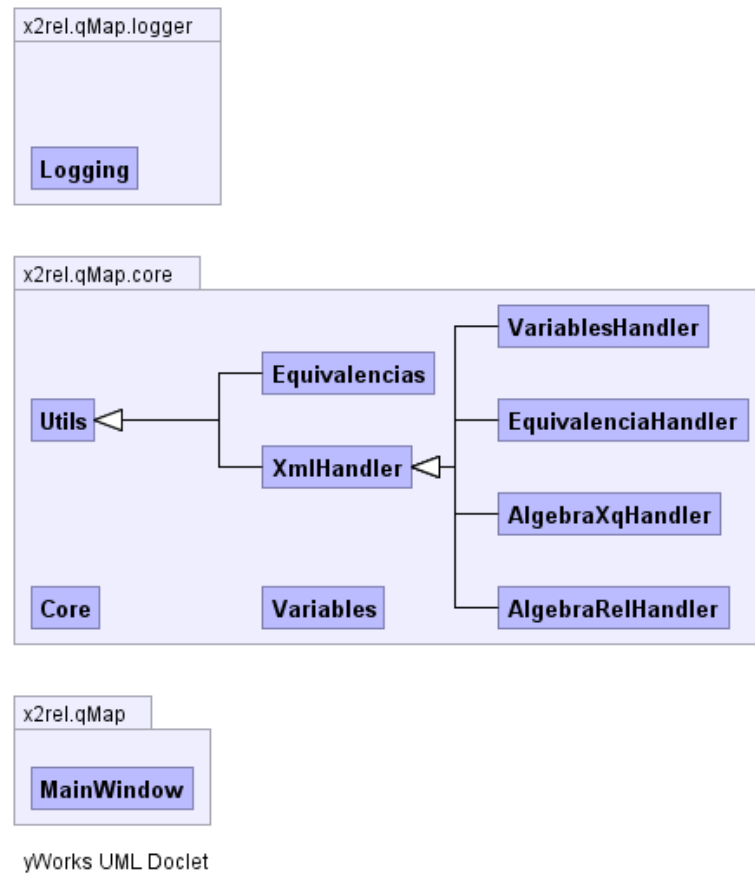 x2rel.qMap.logger
Logging
x2rel.qMap.core
VariablesHandler
Equivalencias
Utils
EquivalenciaHandler
XmlHandler
AlgebraXqHandler
Core
Variables
AlgebraRelHandler
x2rel.qMap
MainWindow
yWorks UML Doclet